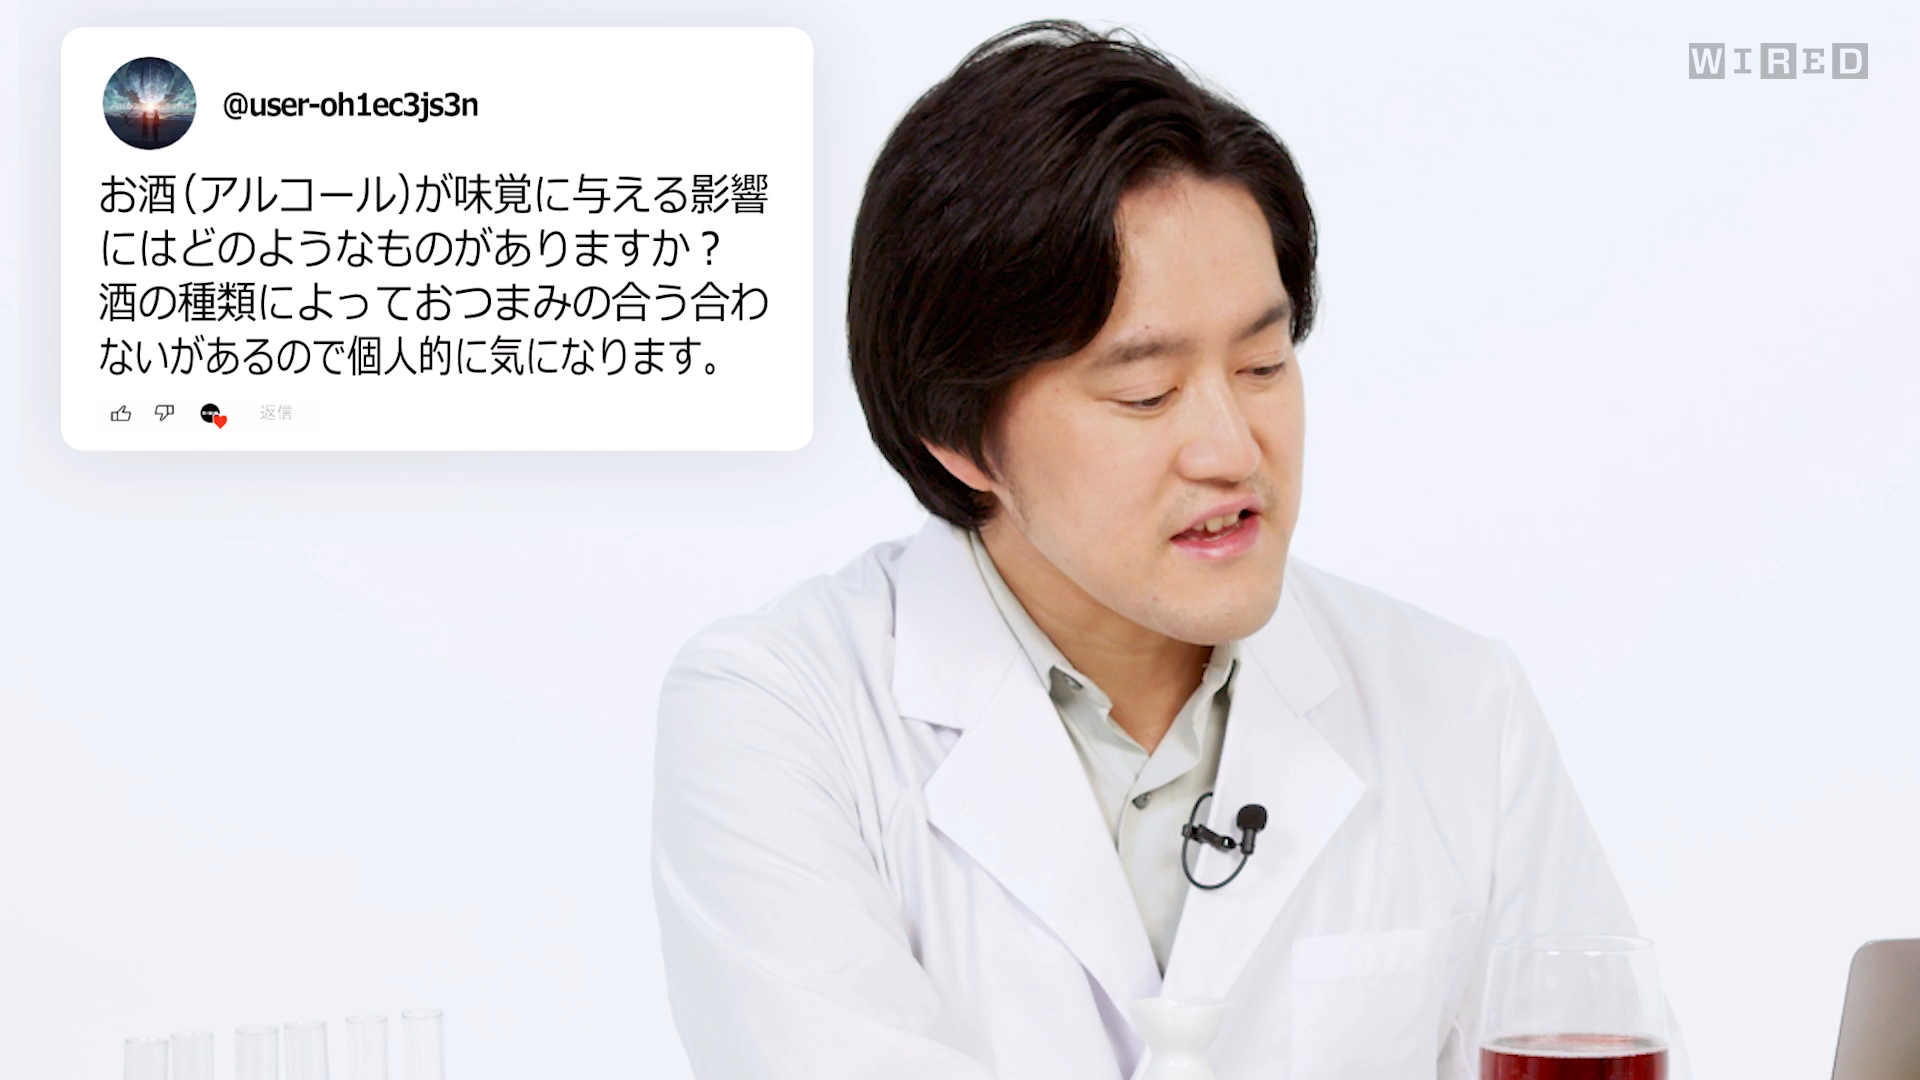 WIRED
@user-oh1ec3js3n
お酒（アルコール）が味覚に与える影響
にはどのようなものがありますか？
酒の種類によっておつまみの合う合わ
ないがあるので個人的に気になります。
返信